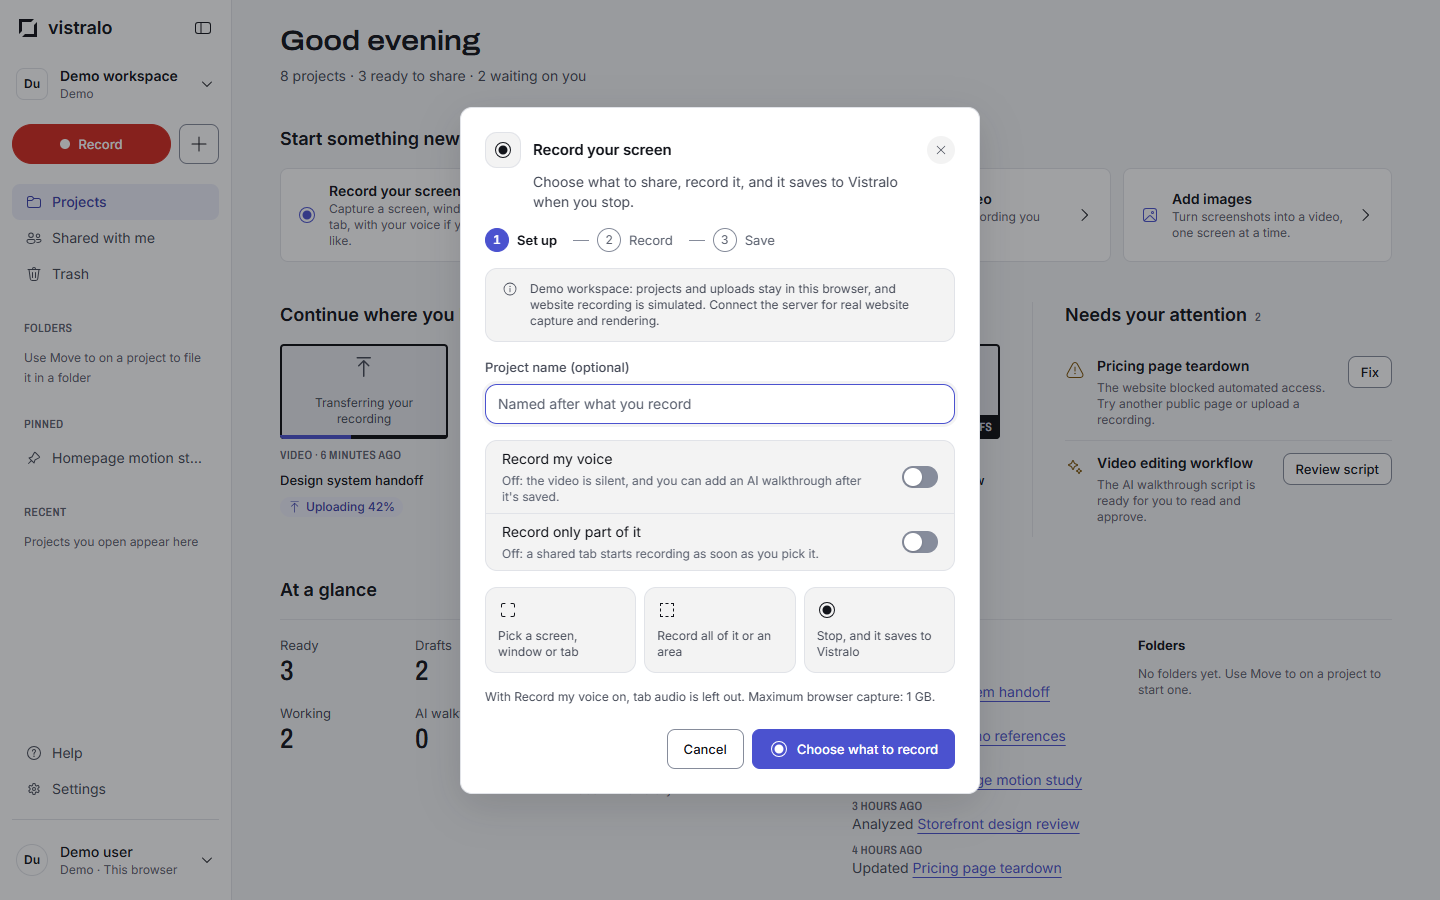 vistralo
Du
Demo workspace
Demo
Record
Projects
Shared with me
Trash
FOLDERS
Use Move to on a project to file
it in a folder
PINNED
Homepage motion st...
RECENT
Projects you open appear here
Help
Settings
Du
Demo user
Demo · This browser
Good evening
8 projects · 3 ready to share · 2 waiting on you
Start something new
Record your screen
Capture a screen,
tab, with your voice if
like.
Add images
Turn screenshots into a video,
one screen at a time.
Continue where you
Transferring your
recording
VIDEO · 6 MINUTES AGO
Design system handoff
Uploading 42%
Needs your attention 2
Pricing page teardown
The website blocked automated access.
Try another public page or upload a
recording.
Fix
Video editing workflow
The AI walkthrough script is
ready for you to read and
approve.
Review script
At a glance
Ready
3
Drafts
2
Working
2
AI
0
handoff
references
motion study
3 HOURS AGO
Analyzed Storefront design review
4 HOURS AGO
Updated Pricing page teardown
Folders
No folders yet. Use Move to on a project to
start one.
Record your screen
Choose what to share, record it, and it saves to Vistralo
when you stop.
1 Set up
2 Record
3 Save
Demo workspace: projects and uploads stay in this browser, and
website recording is simulated. Connect the server for real website
capture and rendering.
Project name (optional)
Named after what you record
Record my voice
Off: the video is silent, and you can add an AI walkthrough after
it's saved.
Record only part of it
Off: a shared tab starts recording as soon as you pick it.
Pick a screen,
window or tab
Record all of it or an
area
Stop, and it saves to
Vistralo
With Record my voice on, tab audio is left out. Maximum browser capture: 1 GB.
Cancel
Choose what to record